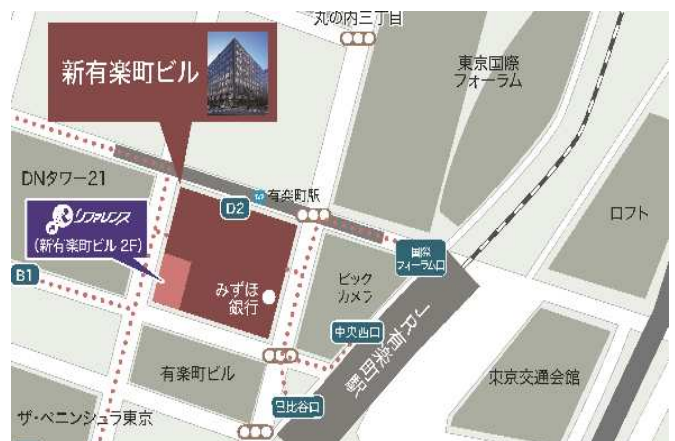 丸の内三丁目
新有楽町ビル
東京国際
フォーラム
DNタワー21
有楽町駅
D2
ロフト
リファレンス
(新有楽町ビル 2F)
国際
フォーラム口
B1
ビック
カメラ
みずほ
銀行
中央西口
JR有楽町駅
有楽町ビル
東京交通会館
日比谷口
ザ・ペニンシュラ東京